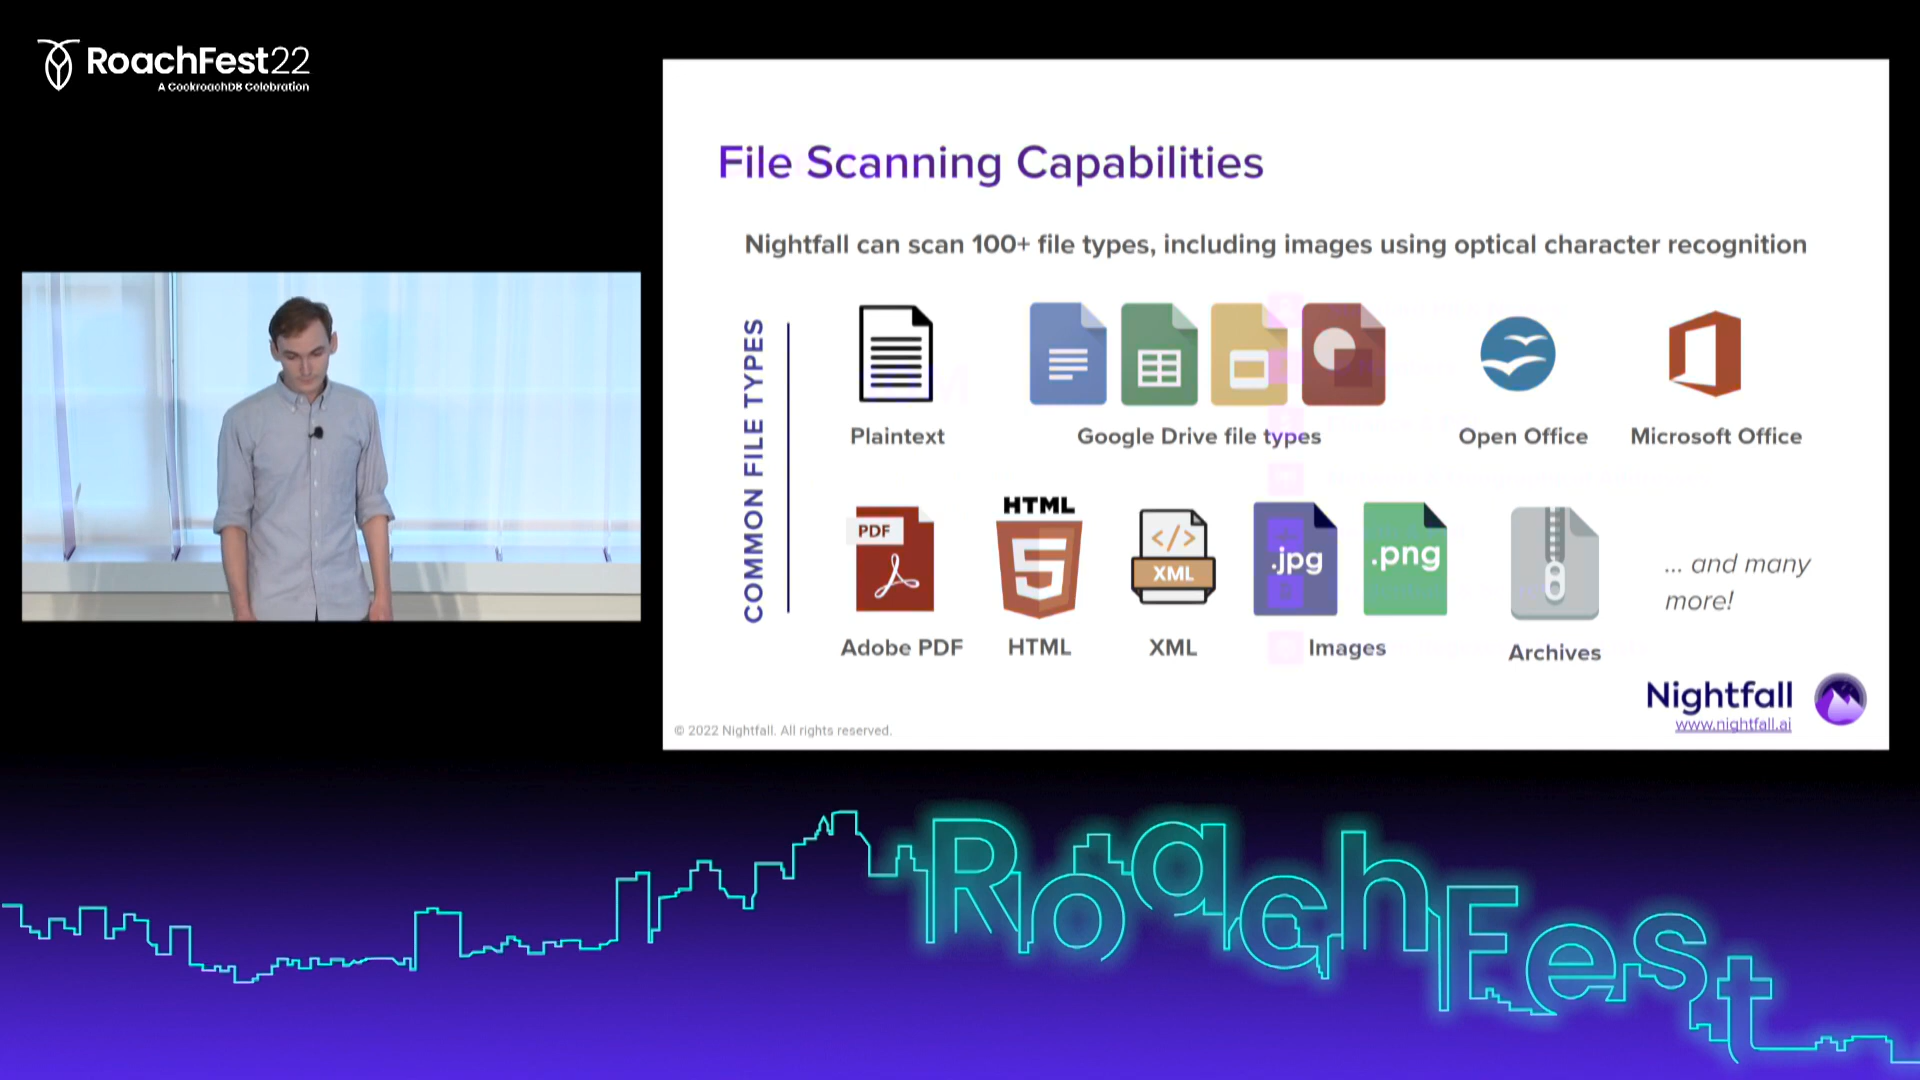 RoachFest22
A CockroachDB Celebration
File Scanning Capabilities
Nightfall can scan 100+ file types, including images using optical character recognition
COMMON FILE TYPES
Plaintext
Google Drive file types
Open Office
Microsoft Office
PDF
HTML
5
</>
XML
.jpg
.png
... and many
more!
Adobe PDF
HTML
XML
Images
Archives
Nightfall
www.nightfall.ai
© 2022 Nightfall. All rights reserved.
RoachFest